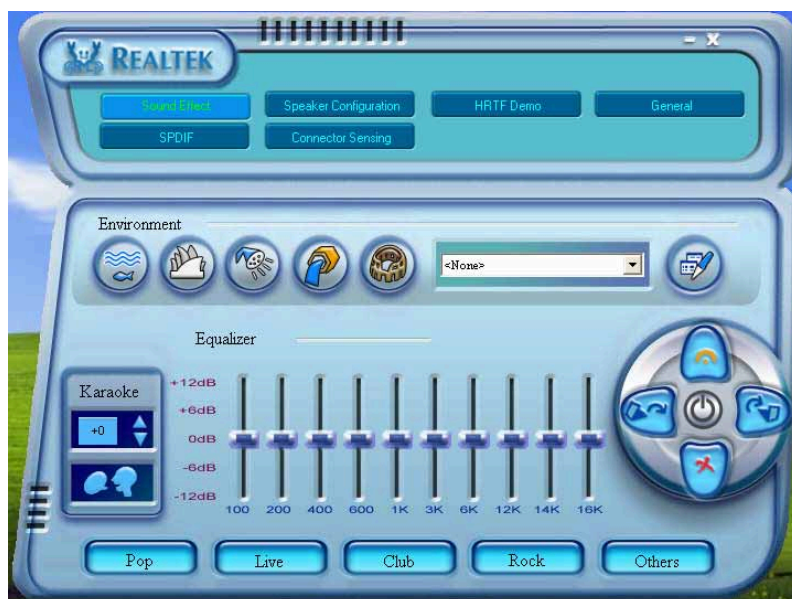 REALTEK
Sound Effect Speaker Configuration HRTF Demo General
SPDIF Connector Sensing
Environment
<None>
Equalizer
Karaoke
+0
+12dB
+6dB
0dB
-6dB
-12dB
100 200 400 600 1K 3K 6K 12K 14K 16K
Pop Live Club Rock Others